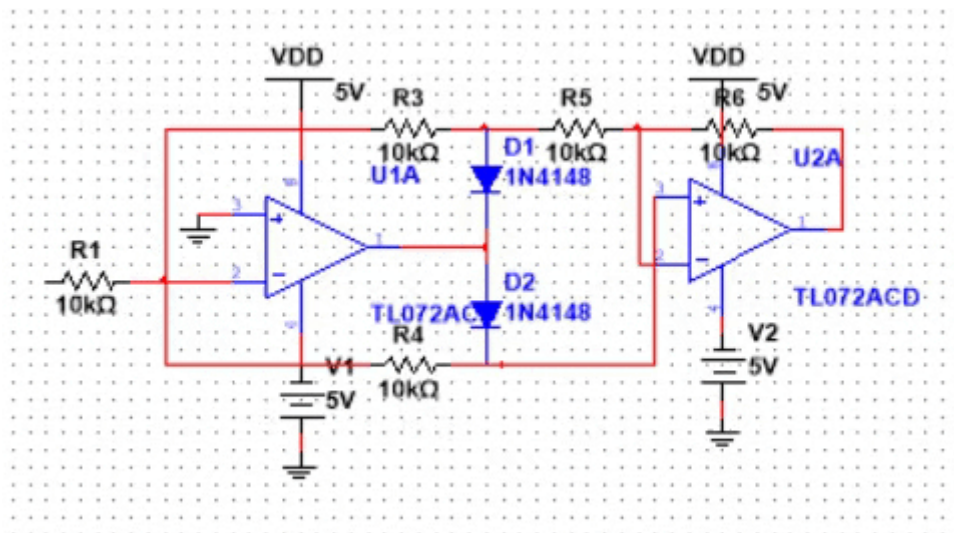 VDD
5V
VDD
5V
R3
10kΩ
R5
10kΩ
R6
10kΩ
D1
1N4148
U1A
U2A
3
2
1
3
2
1
4
R1
10kΩ
D2
1N4148
TL072AC
TL072ACD
R4
10kΩ
V1
5V
V2
5V